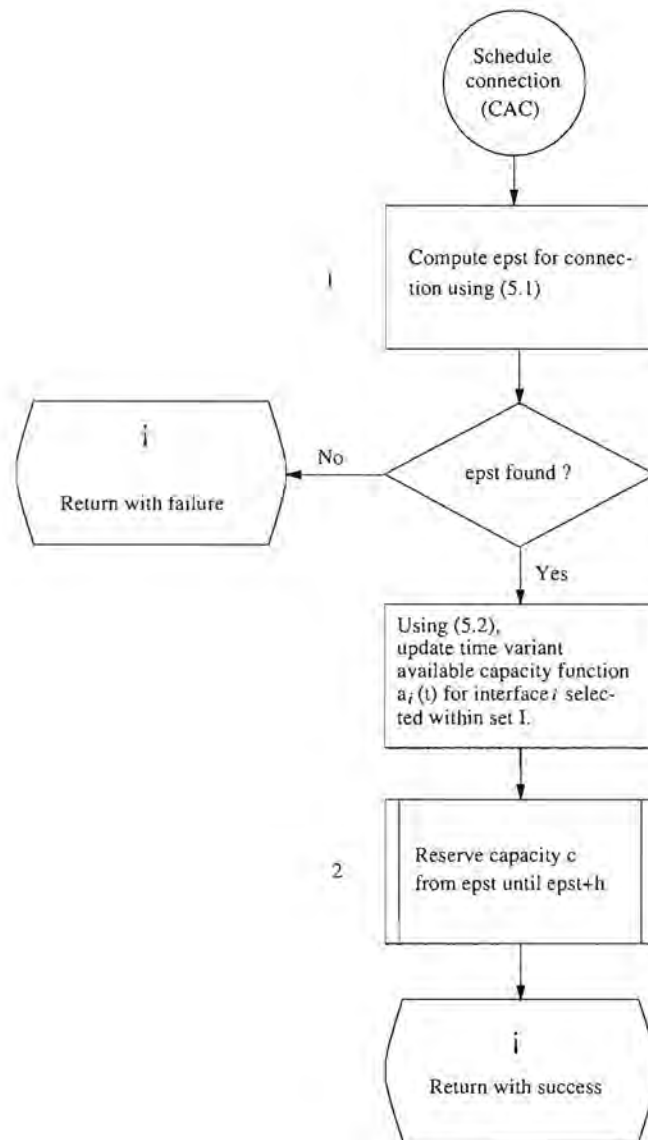 Schedule
connection
(CAC)
1
Compute epst for connec-
tion using (5.1)
i
Return with failure
No
epst found ?
Yes
Using (5.2),
update time variant
available capacity function
a i (t) for interface i selec-
ted within set I.
2
Reserve capacity c
from epst until epst+h
i
Return with success